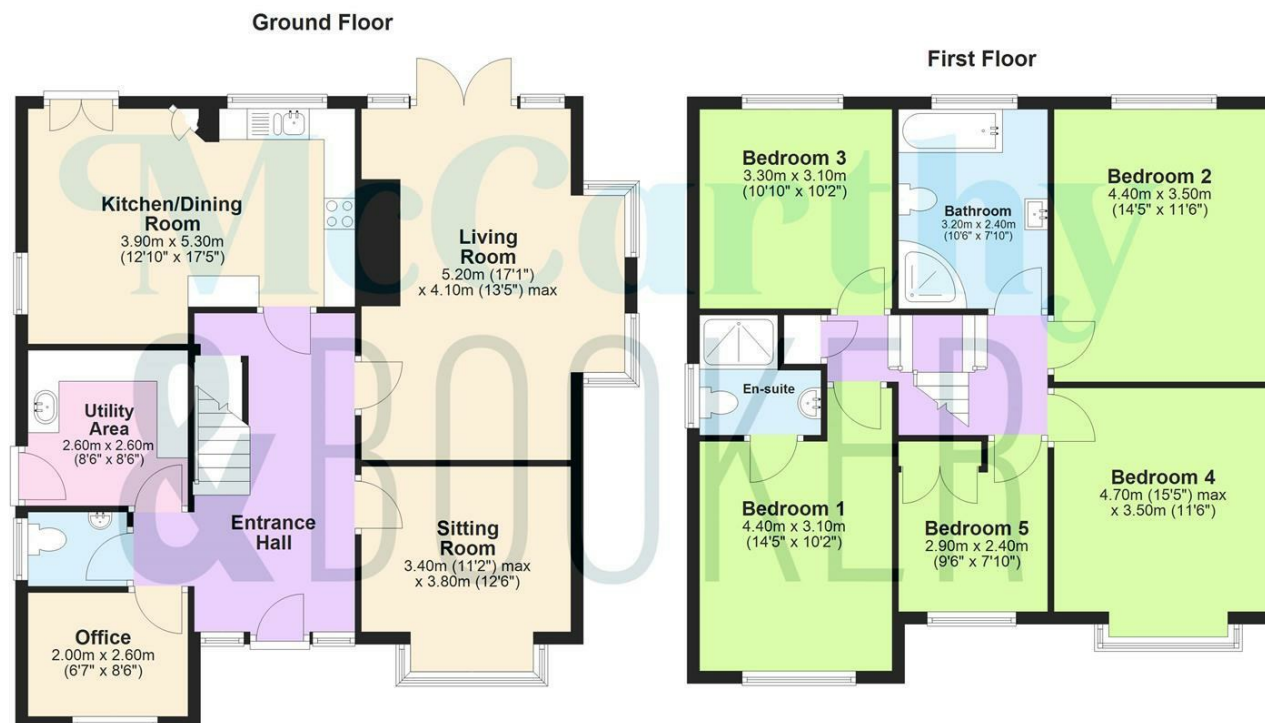 Ground Floor
Kitchen/Dining
Room
3.90m x 5.30m
(12'10" x 17'5")
Living
Room
5.20m (17'1")
x 4.10m (13'5") max
Utility
Area
2.60m x 2.60m
(8'6" x 8'6")
Entrance
Hall
Sitting
Room
3.40m (11'2") max
x 3.80m (12'6")
Office
2.00m x 2.60m
(6'7" x 8'6")
First Floor
Bedroom 3
3.30m x 3.10m
(10'10" x 10'2")
Bathroom
3.20m x 2.40m
(10'6" x 7'10")
Bedroom 2
4.40m x 3.50m
(14'5" x 11'6")
En-suite
Bedroom 1
4.40m x 3.10m
(14'5" x 10'2")
Bedroom 5
2.90m x 2.40m
(9'6" x 7'10")
Bedroom 4
4.70m (15'5") max
x 3.50m (11'6")
McCarthy
&BOOKER